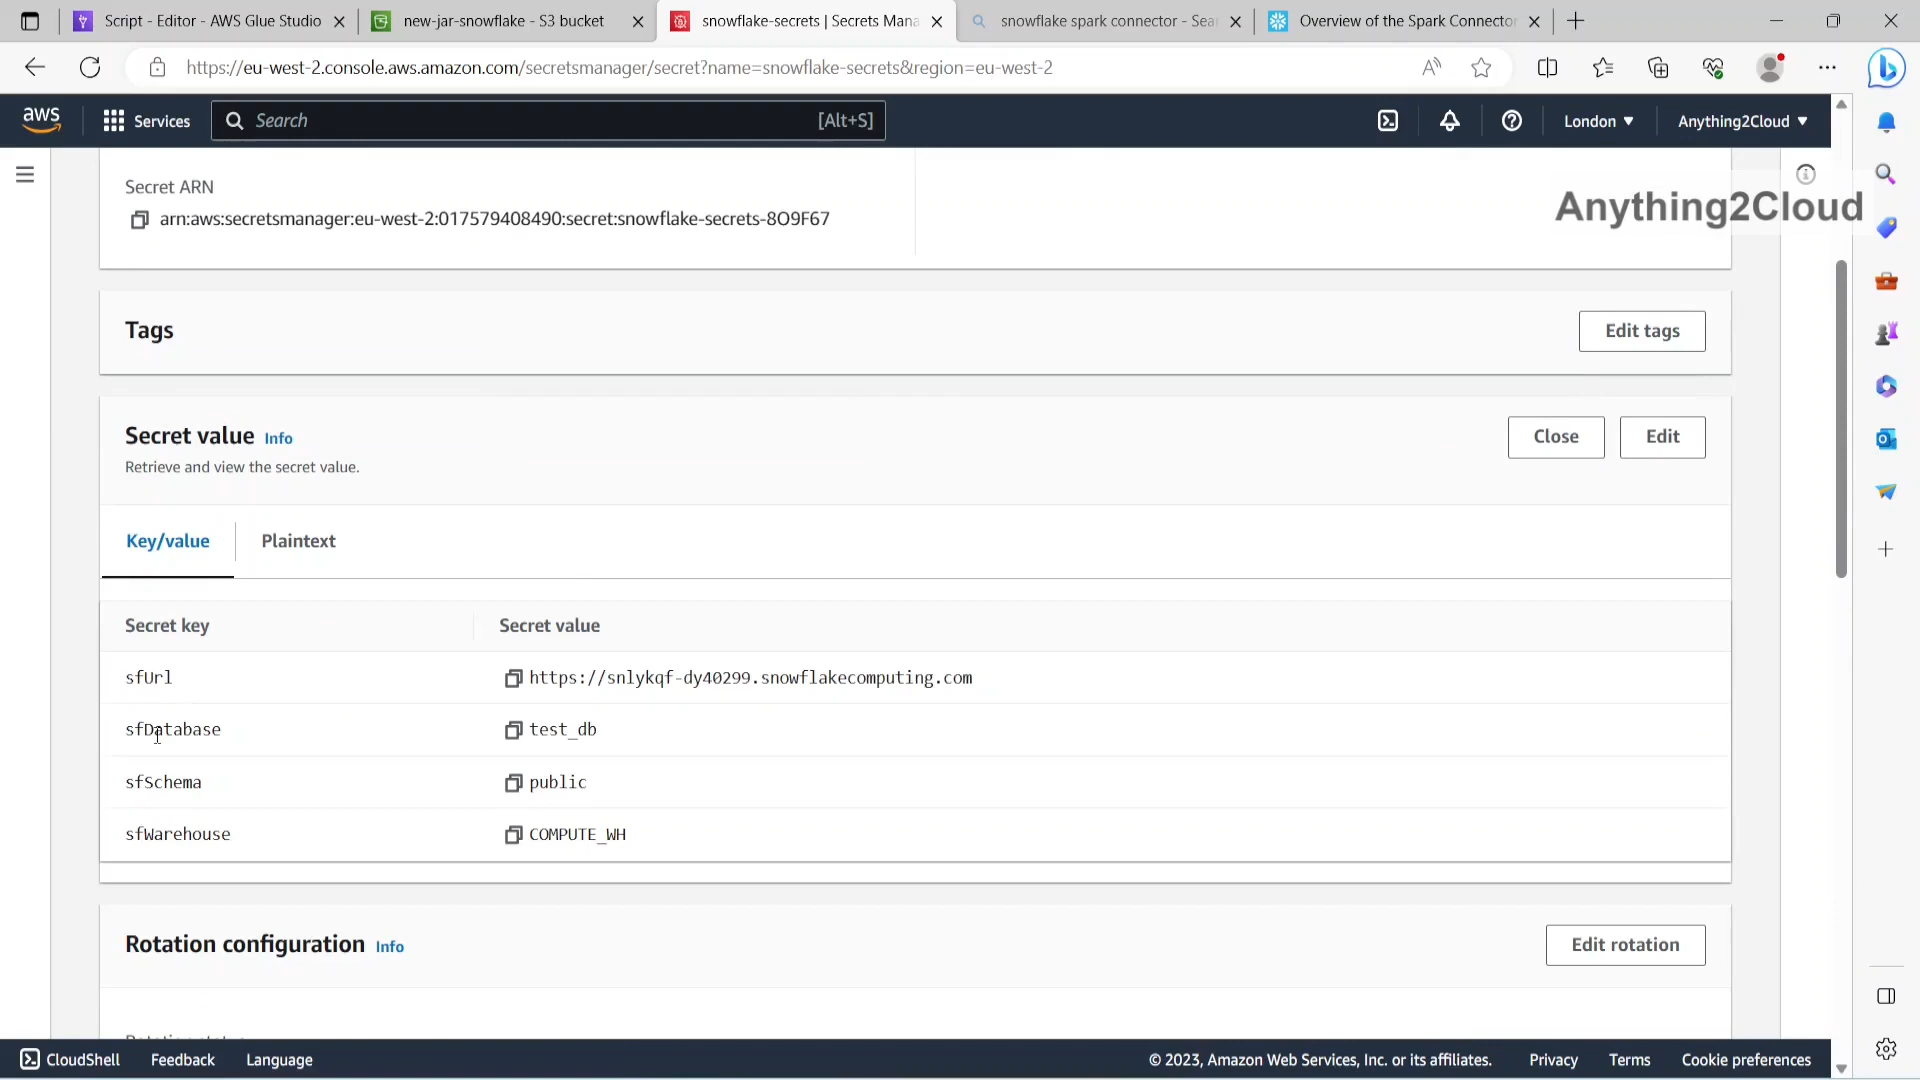 Script - Editor - AWS Glue Studio
new-jar-snowflake - S3 bucket
snowflake-secrets | Secrets Mana
snowflake spark connector - Sea
Overview of the Spark Connector
https://eu-west-2.console.aws.amazon.com/secretsmanager/secret?name=snowflake-secrets&region=eu-west-2
aws
Services
Search
[Alt+S]
London
Anything2Cloud
Anything2Cloud
Secret ARN
arn:aws:secretsmanager:eu-west-2:017579408490:secret:snowflake-secrets-8O9F67
Tags
Edit tags
Secret value Info
Close
Edit
Retrieve and view the secret value.
Key/value
Plaintext
Secret key
Secret value
sfUrl
https://snlykqf-dy40299.snowflakecomputing.com
sfDatabase
test_db
sfSchema
public
sfWarehouse
COMPUTE_WH
Rotation configuration Info
Edit rotation
CloudShell
Feedback
Language
© 2023, Amazon Web Services, Inc. or its affiliates.
Privacy
Terms
Cookie preferences